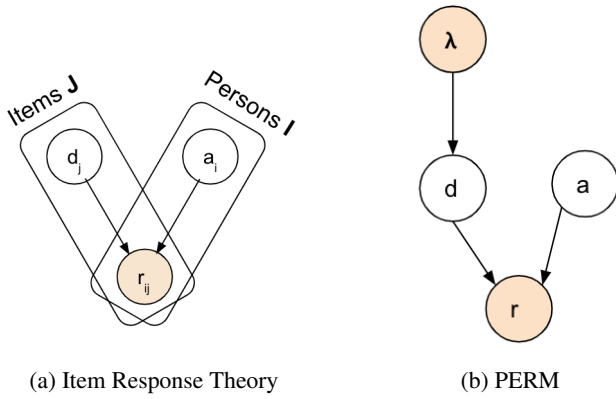 Items J
Persons I
d_j
a_i
r_ij
(a) Item Response Theory
λ
d
a
r
(b) PERM